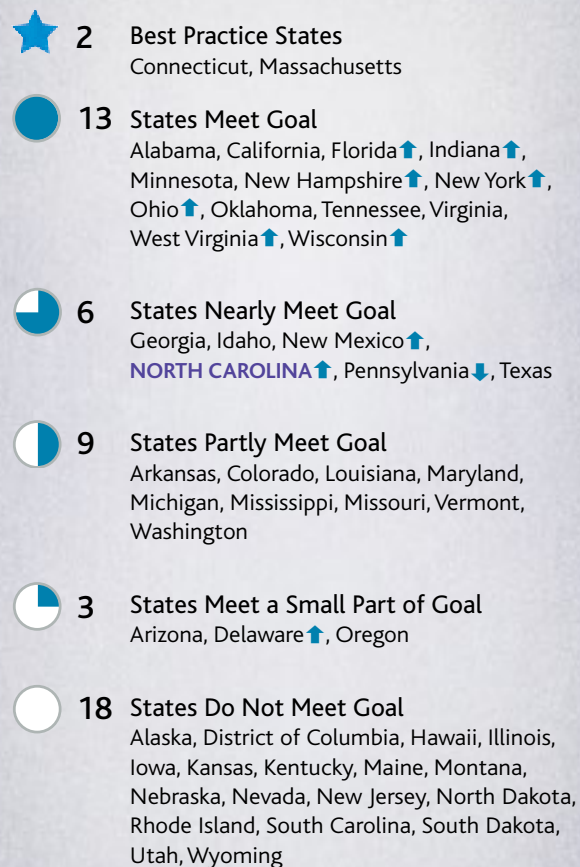 2 Best Practice States
Connecticut, Massachusetts
13 States Meet Goal
Alabama, California, Florida⬆, Indiana⬆,
Minnesota, New Hampshire⬆, New York⬆,
Ohio⬆, Oklahoma, Tennessee, Virginia,
West Virginia⬆, Wisconsin⬆
6 States Nearly Meet Goal
Georgia, Idaho, New Mexico⬆,
NORTH CAROLINA⬆, Pennsylvania⬇, Texas
9 States Partly Meet Goal
Arkansas, Colorado, Louisiana, Maryland,
Michigan, Mississippi, Missouri, Vermont,
Washington
3 States Meet a Small Part of Goal
Arizona, Delaware⬆, Oregon
18 States Do Not Meet Goal
Alaska, District of Columbia, Hawaii, Illinois,
Iowa, Kansas, Kentucky, Maine, Montana,
Nebraska, Nevada, New Jersey, North Dakota,
Rhode Island, South Carolina, South Dakota,
Utah, Wyoming